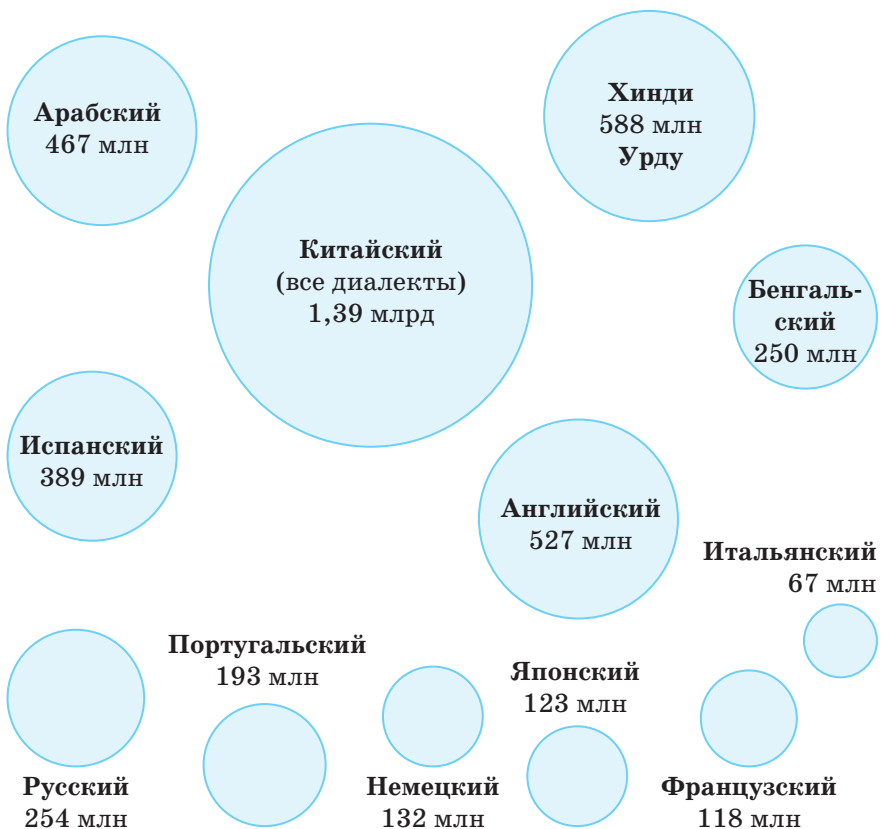 Арабский
467 млн
Хинди
588 млн
Урду
Китайский
(все диалекты)
1,39 млрд
Бенгаль-
ский
250 млн
Испанский
389 млн
Английский
527 млн
Итальянский
67 млн
Португальский
193 млн
Японский
123 млн
Русский
254 млн
Немецкий
132 млн
Французский
118 млн